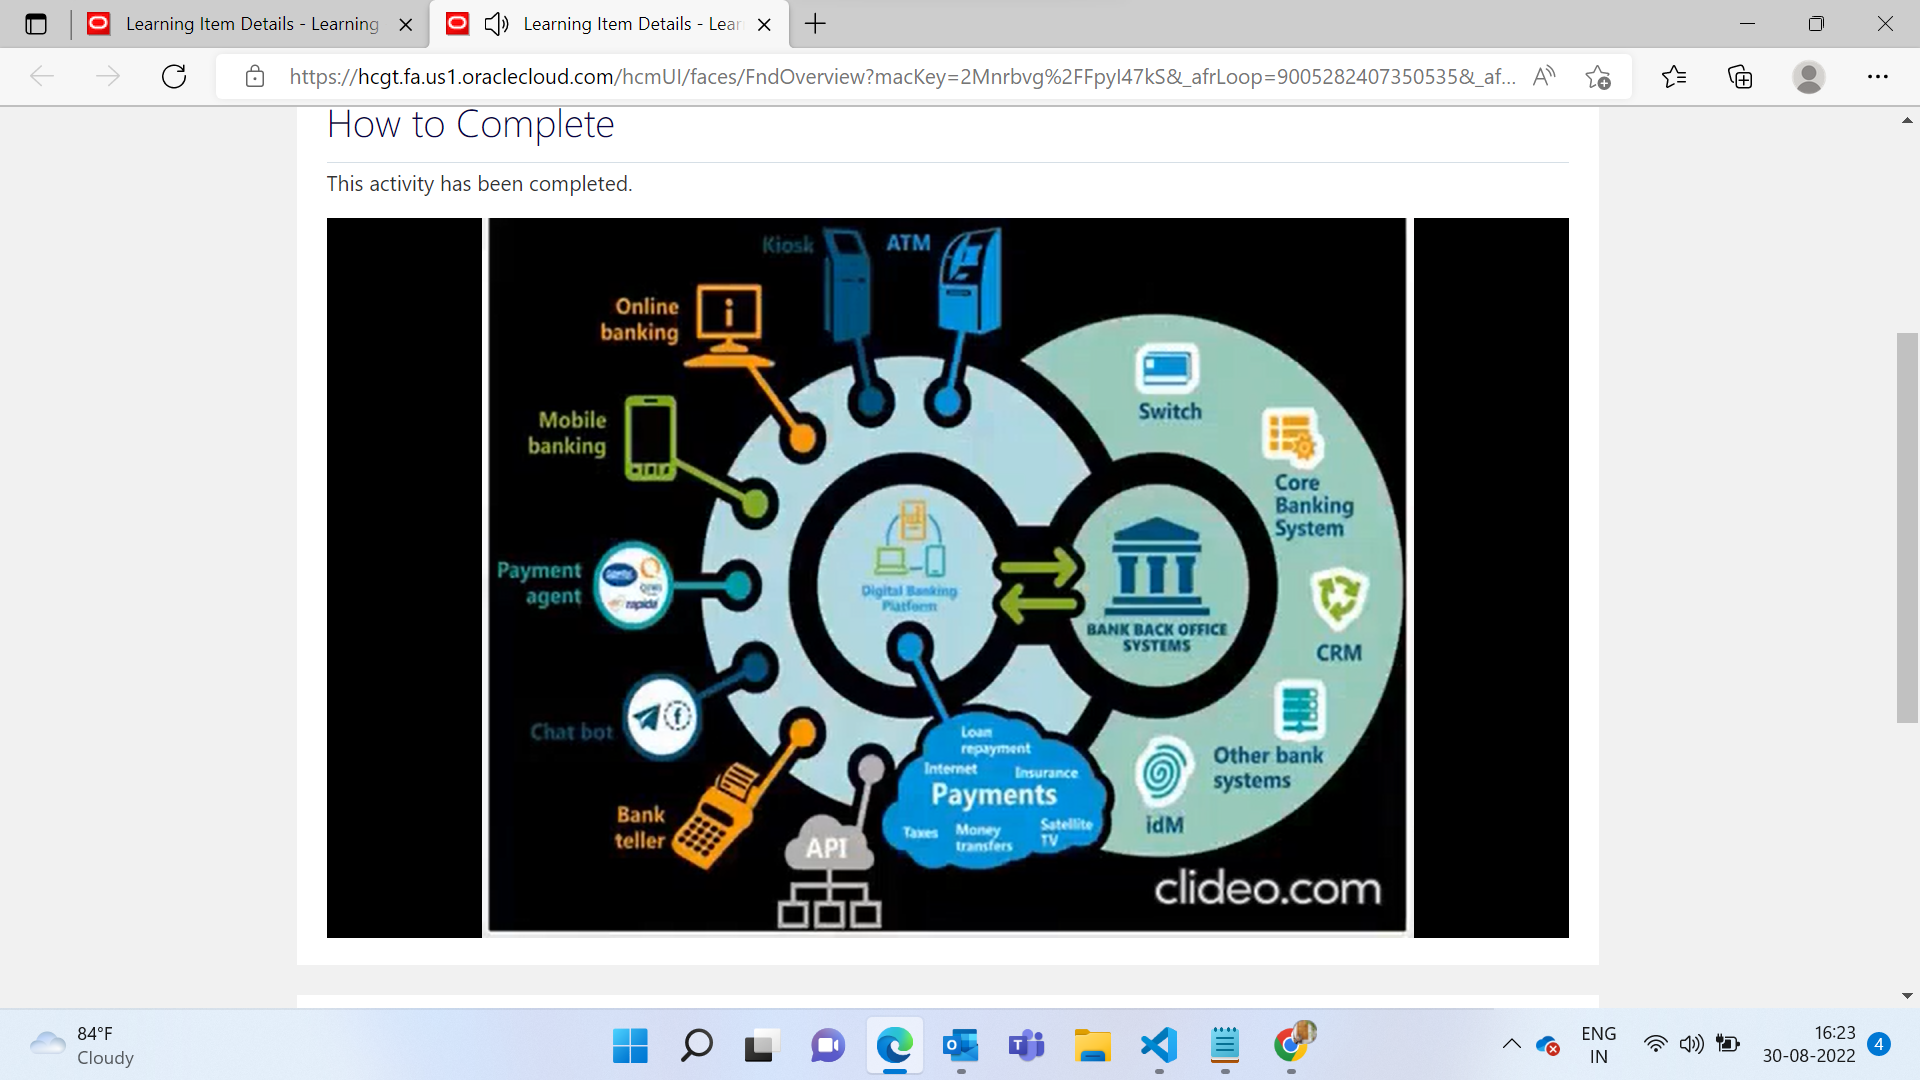 Learning Item Details - Learning
Learning Item Details - Lear
https://hcgt.fa.us1.oraclecloud.com/hcmUI/faces/FndOverview?macKey=2Mnrbvg%2FFpyI47kS&_afrLoop=9005282407350535&_af...
How to Complete
This activity has been completed.
Kiosk
ATM
Online
banking
Mobile
banking
Payment
agent
rapida
Chat bot
Bank
teller
API
Digital Banking
Platform
BANK BACK OFFICE
SYSTEMS
Switch
Core
Banking
System
CRM
Other bank
systems
idM
Loan
repayment
Internet
Insurance
Payments
Taxes
Money
transfers
Satellite
TV
clideo.com
84°F
Cloudy
ENG
IN
16:23
30-08-2022
4